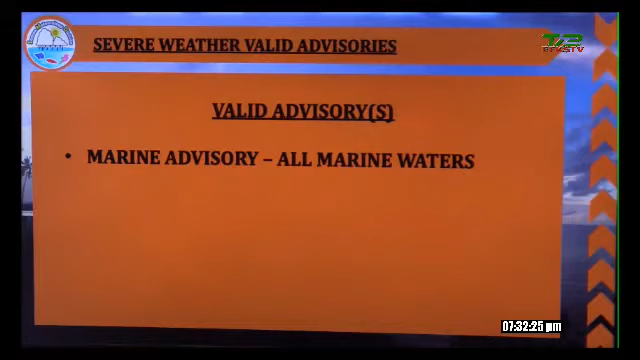 SEVERE WEATHER VALID ADVISORIES
VALID ADVISORY(S)
• MARINE ADVISORY – ALL MARINE WATERS
07:32:25 pm